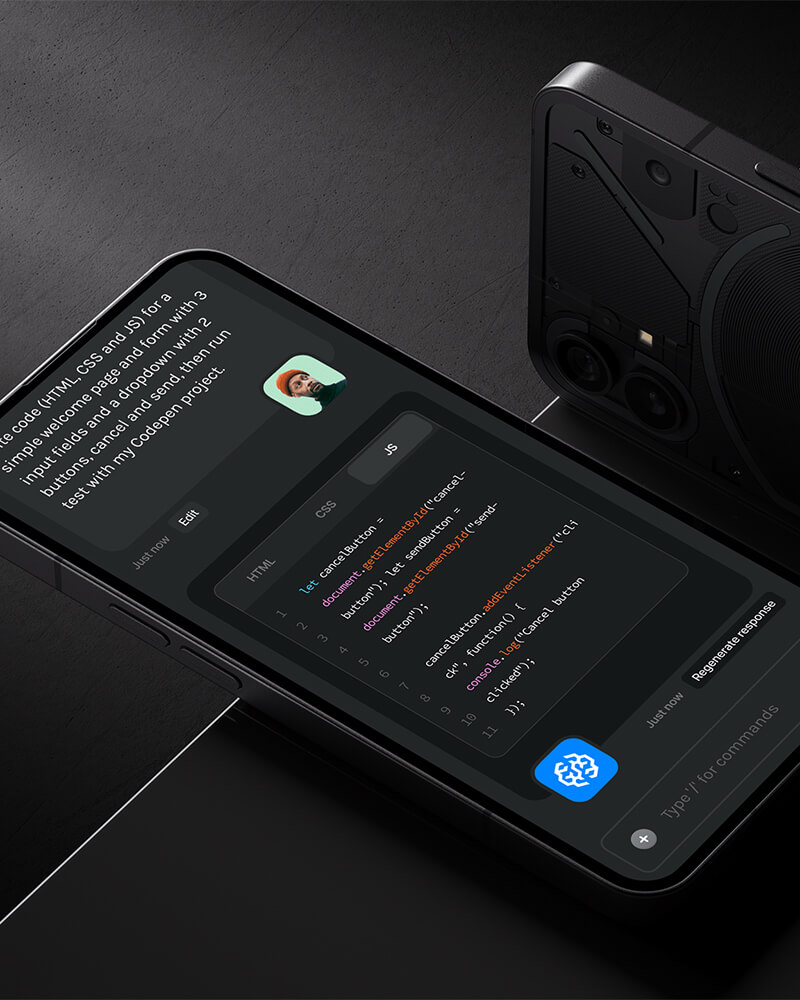 te code (HTML, CSS and JS) for a
simple welcome page and form with 3
input fields and a dropdown with 2
buttons, cancel and send, then run
test with my Codepen project.
Just now
Edit
HTML
CSS
JS
1
2
3
4
5
6
7
8
9
10
11
let cancelButton =
document.getElementById("cancel-
button"); let sendButton =
document.getElementById("send-
button");
cancelButton.addEventListener("cli
ck", function() {
console.log("Cancel button
clicked");
});
Just now
Regenerate response
Type '/' for commands